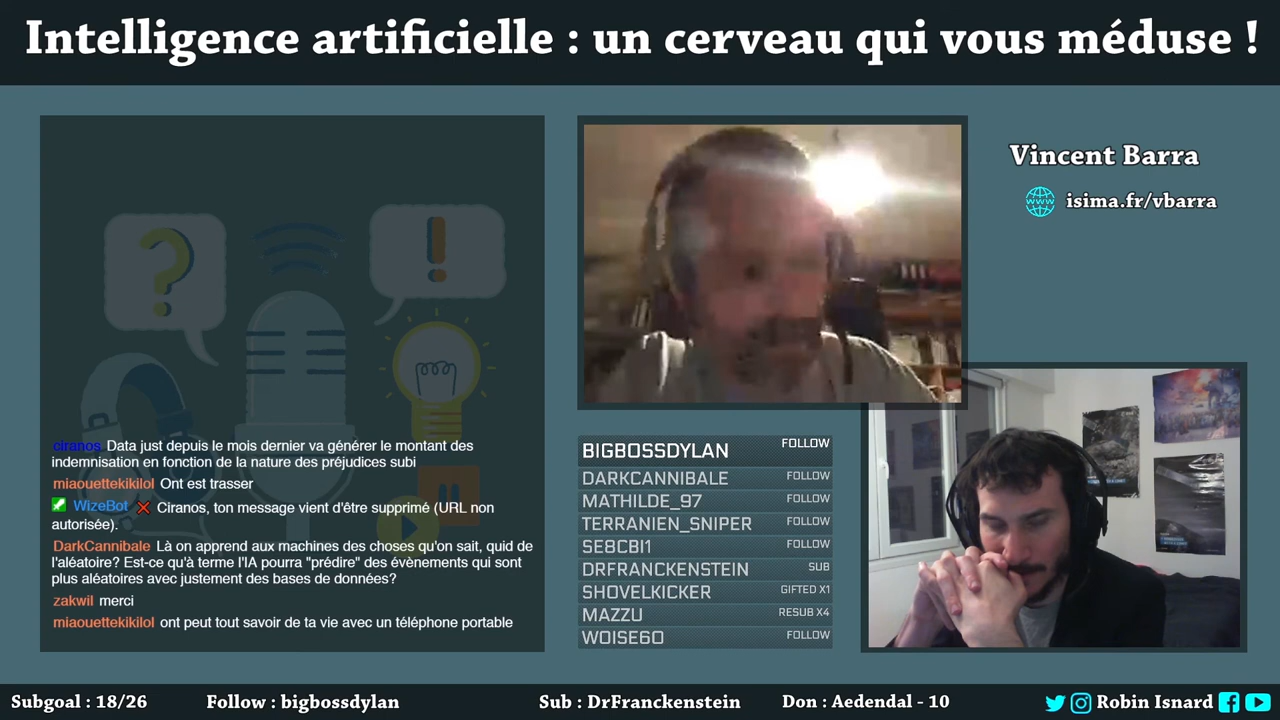 Intelligence artificielle : un cerveau qui vous méduse !
Vincent Barra
www
isima.fr/vbarra
ciranos Data just depuis le mois dernier va générer le montant des
indemnisation en fonction de la nature des préjudices subi
miaouettekikilol Ont est trasser
WizeBot Ciranos, ton message vient d'être supprimé (URL non
autorisée).
DarkCannibale Là on apprend aux machines des choses qu'on sait, quid de
l'aléatoire? Est-ce qu'à terme l'IA pourra "prédire" des évènements qui sont
plus aléatoires avec justement des bases de données?
zakwil merci
miaouettekikilol ont peut tout savoir de ta vie avec un téléphone portable
BIGBOSSDYLAN FOLLOW
DARKCANNIBALE FOLLOW
MATHILDE_97 FOLLOW
TERRANIEN_SNIPER FOLLOW
SE8CBI1 FOLLOW
DRFRANCKENSTEIN SUB
SHOVELKICKER GIFTED X1
MAZZU RESUB X4
WOISE60 FOLLOW
Subgoal : 18/26
Follow : bigbossdylan
Sub : DrFranckenstein
Don : Aedendal - 10
Robin Isnard